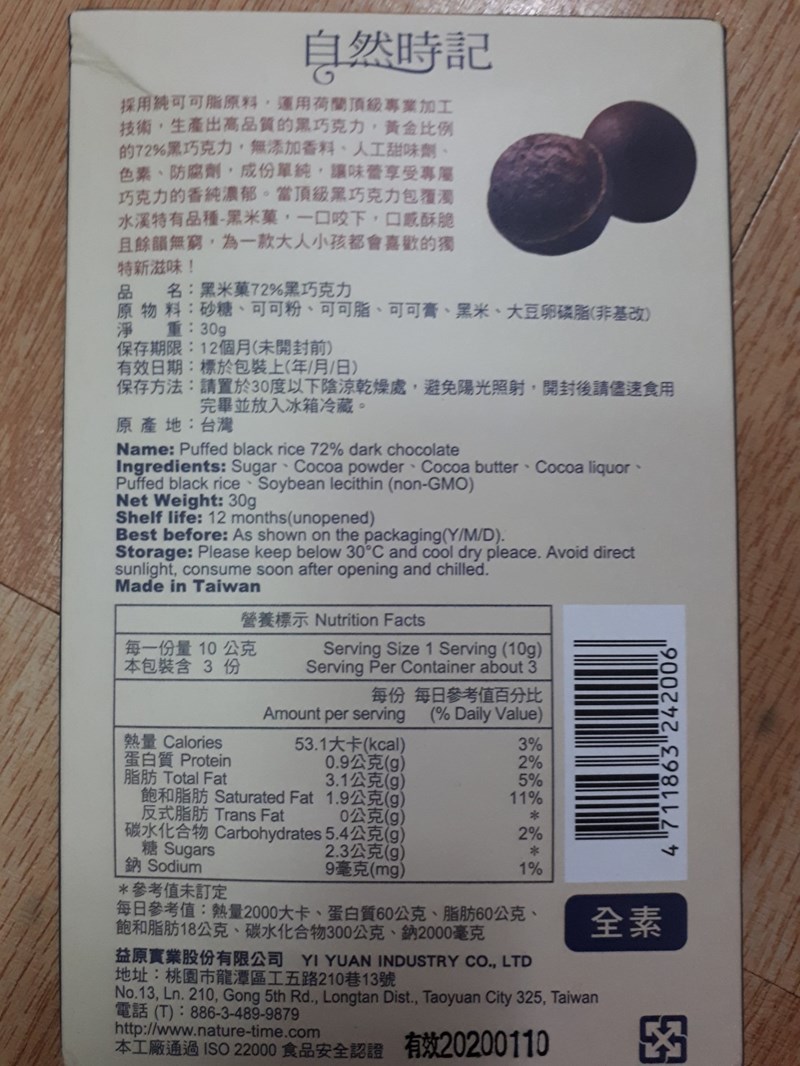 自然時記
採用純可可脂原料，運用荷蘭頂級專業加工
技術，生產出高品質的黑巧克力，黃金比例
的72%黑巧克力，無添加香料、人工甜味劑、
色素、防腐劑，成份單純，讓味蕾享受專屬
巧克力的香純濃郁。當頂級黑巧克力包覆濁
水溪特有品種-黑米菓，一口咬下，口感酥脆
且餘韻無窮，為一款大人小孩都會喜歡的獨
特新滋味！
品　　名：黑米菓72%黑巧克力
原 物 料：砂糖、可可粉、可可脂、可可膏、黑米、大豆卵磷脂(非基改)
淨　　重：30g
保存期限：12個月(未開封前)
有效日期：標於包裝上(年/月/日)
保存方法：請置於30度以下陰涼乾燥處，避免陽光照射，開封後請儘速食用
完畢並放入冰箱冷藏。
原 產 地：台灣
Name: Puffed black rice 72% dark chocolate
Ingredients: Sugar、Cocoa powder、Cocoa butter、Cocoa liquor、
Puffed black rice、Soybean lecithin (non-GMO)
Net Weight: 30g
Shelf life: 12 months(unopened)
Best before: As shown on the packaging(Y/M/D).
Storage: Please keep below 30°C and cool dry pleace. Avoid direct
sunlight, consume soon after opening and chilled.
Made in Taiwan
營養標示 Nutrition Facts
每一份量 10 公克 Serving Size 1 Serving (10g)
本包裝含 3 份 Serving Per Container about 3
每份 每日參考值百分比
Amount per serving (% Daily Value)
熱量 Calories 53.1大卡(kcal) 3%
蛋白質 Protein 0.9公克(g) 2%
脂肪 Total Fat 3.1公克(g) 5%
飽和脂肪 Saturated Fat 1.9公克(g) 11%
反式脂肪 Trans Fat 0公克(g) *
碳水化合物 Carbohydrates 5.4公克(g) 2%
糖 Sugars 2.3公克(g) *
鈉 Sodium 9毫克(mg) 1%
*參考值未訂定
每日參考值：熱量2000大卡、蛋白質60公克、脂肪60公克、
飽和脂肪18公克、碳水化合物300公克、鈉2000毫克
4 711863 242006
全素
益原實業股份有限公司 YI YUAN INDUSTRY CO., LTD
地址：桃園市龍潭區工五路210巷13號
No.13, Ln. 210, Gong 5th Rd., Longtan Dist., Taoyuan City 325, Taiwan
電話 (T)：886-3-489-9879
http://www.nature-time.com
本工廠通過 ISO 22000 食品安全認證 有效20200110